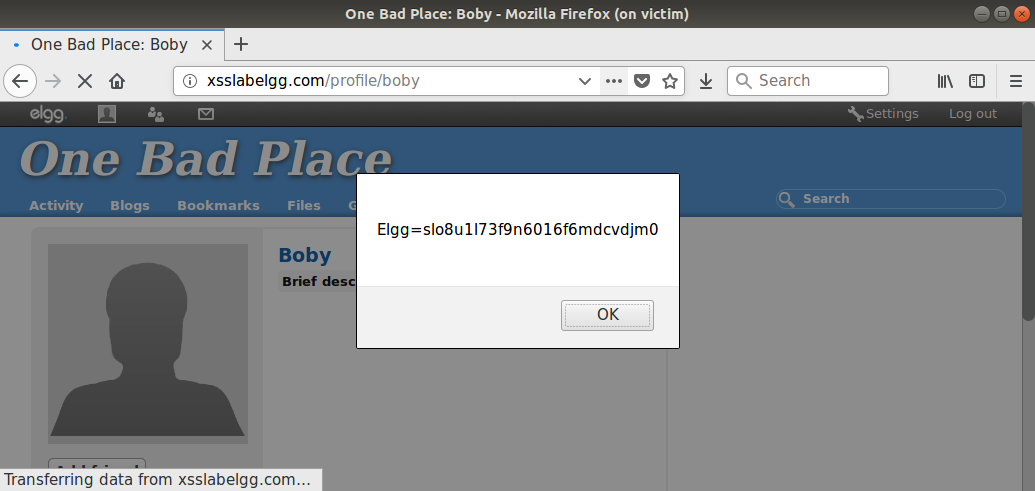 One Bad Place: Boby - Mozilla Firefox (on victim)
One Bad Place: Boby
xsslabelgg.com/profile/boby
Search
elgg
Settings
Log out
One Bad Place
Activity
Blogs
Bookmarks
Files
Search
Elgg=slo8u1l73f9n6016f6mdcvdjm0
Boby
Brief desc
OK
Add friend
Transferring data from xsslabelgg.com...